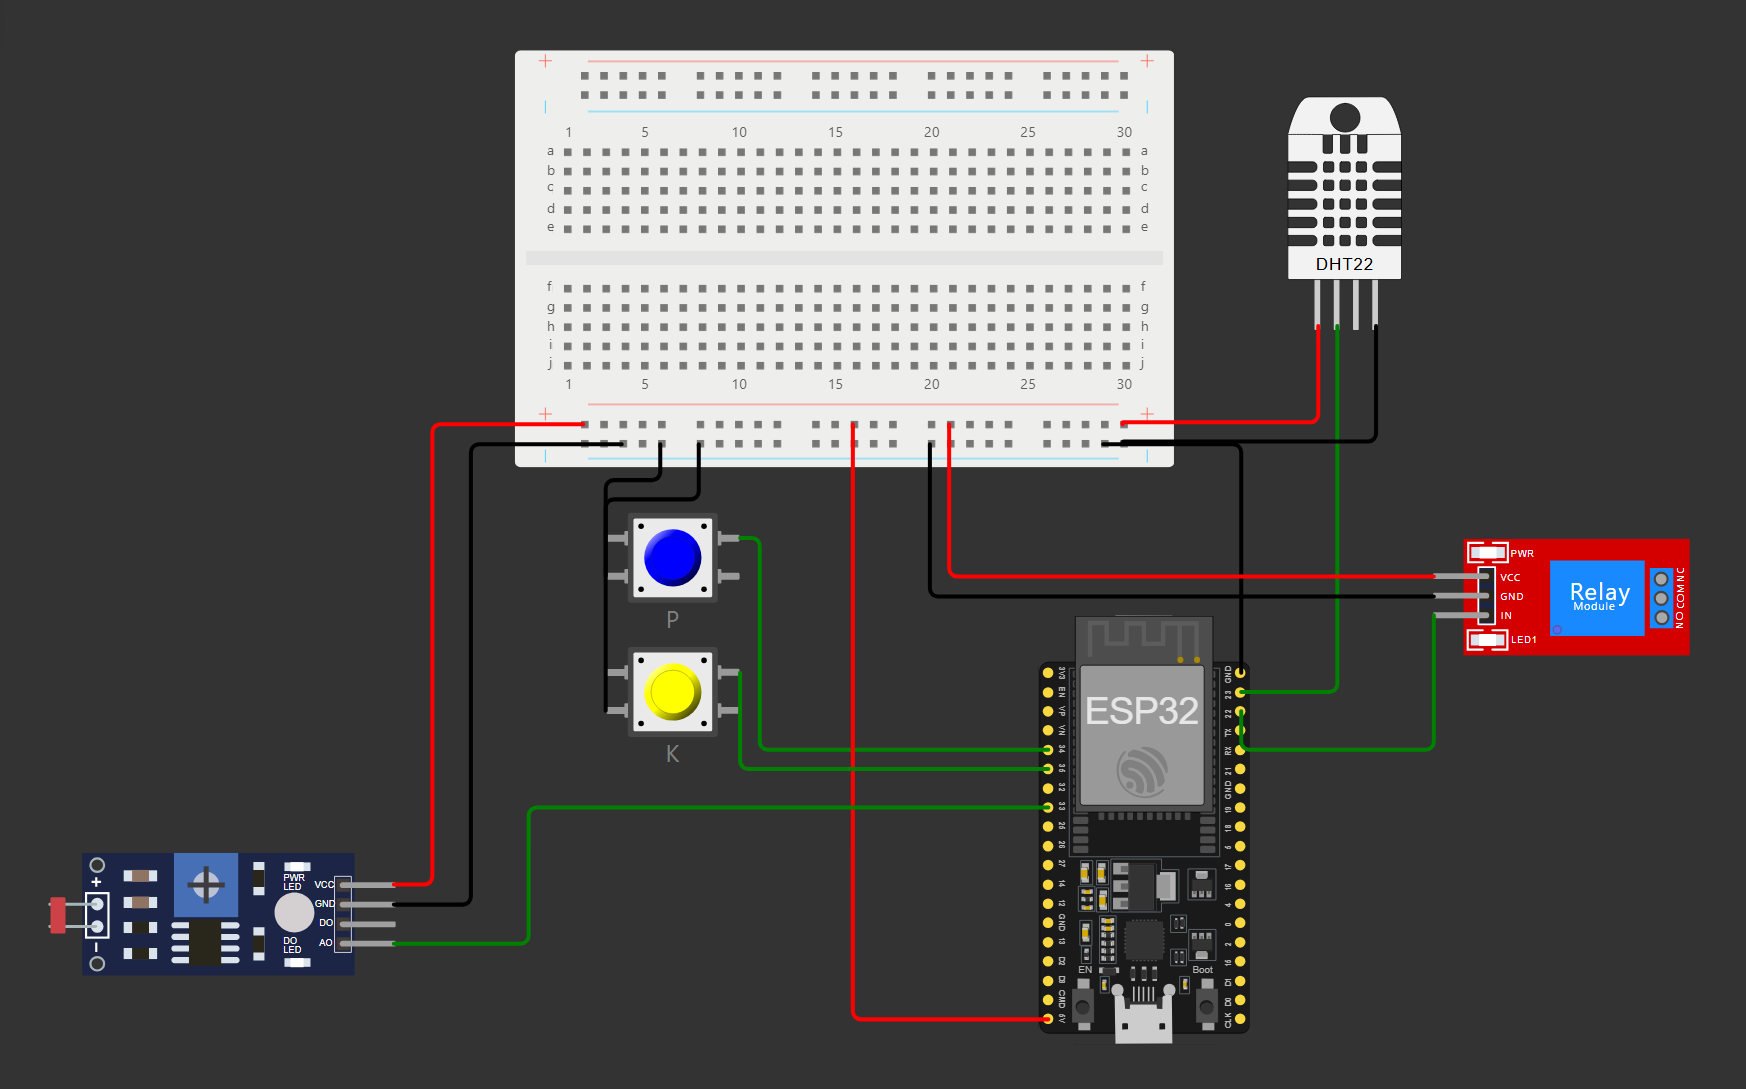 1 5 10 15 20 25 30
a a
b b
c c
d d
e e
f f
g g
h h
i i
j j
1 5 10 15 20 25 30
DHT22
P
K
PWR
VCC
GND
IN
LED1
Relay
Module
NO COM NC
ESP32
3V3
EN
VP
VN
34
35
32
33
25
26
27
14
12
GND
13
D2
D3
CMD
5V
GND
23
22
TX
RX
21
GND
19
18
5
17
16
4
0
2
15
D1
D0
CLK
EN
Boot
+
PWR
LED
VCC
GND
DO
AO
DO
LED